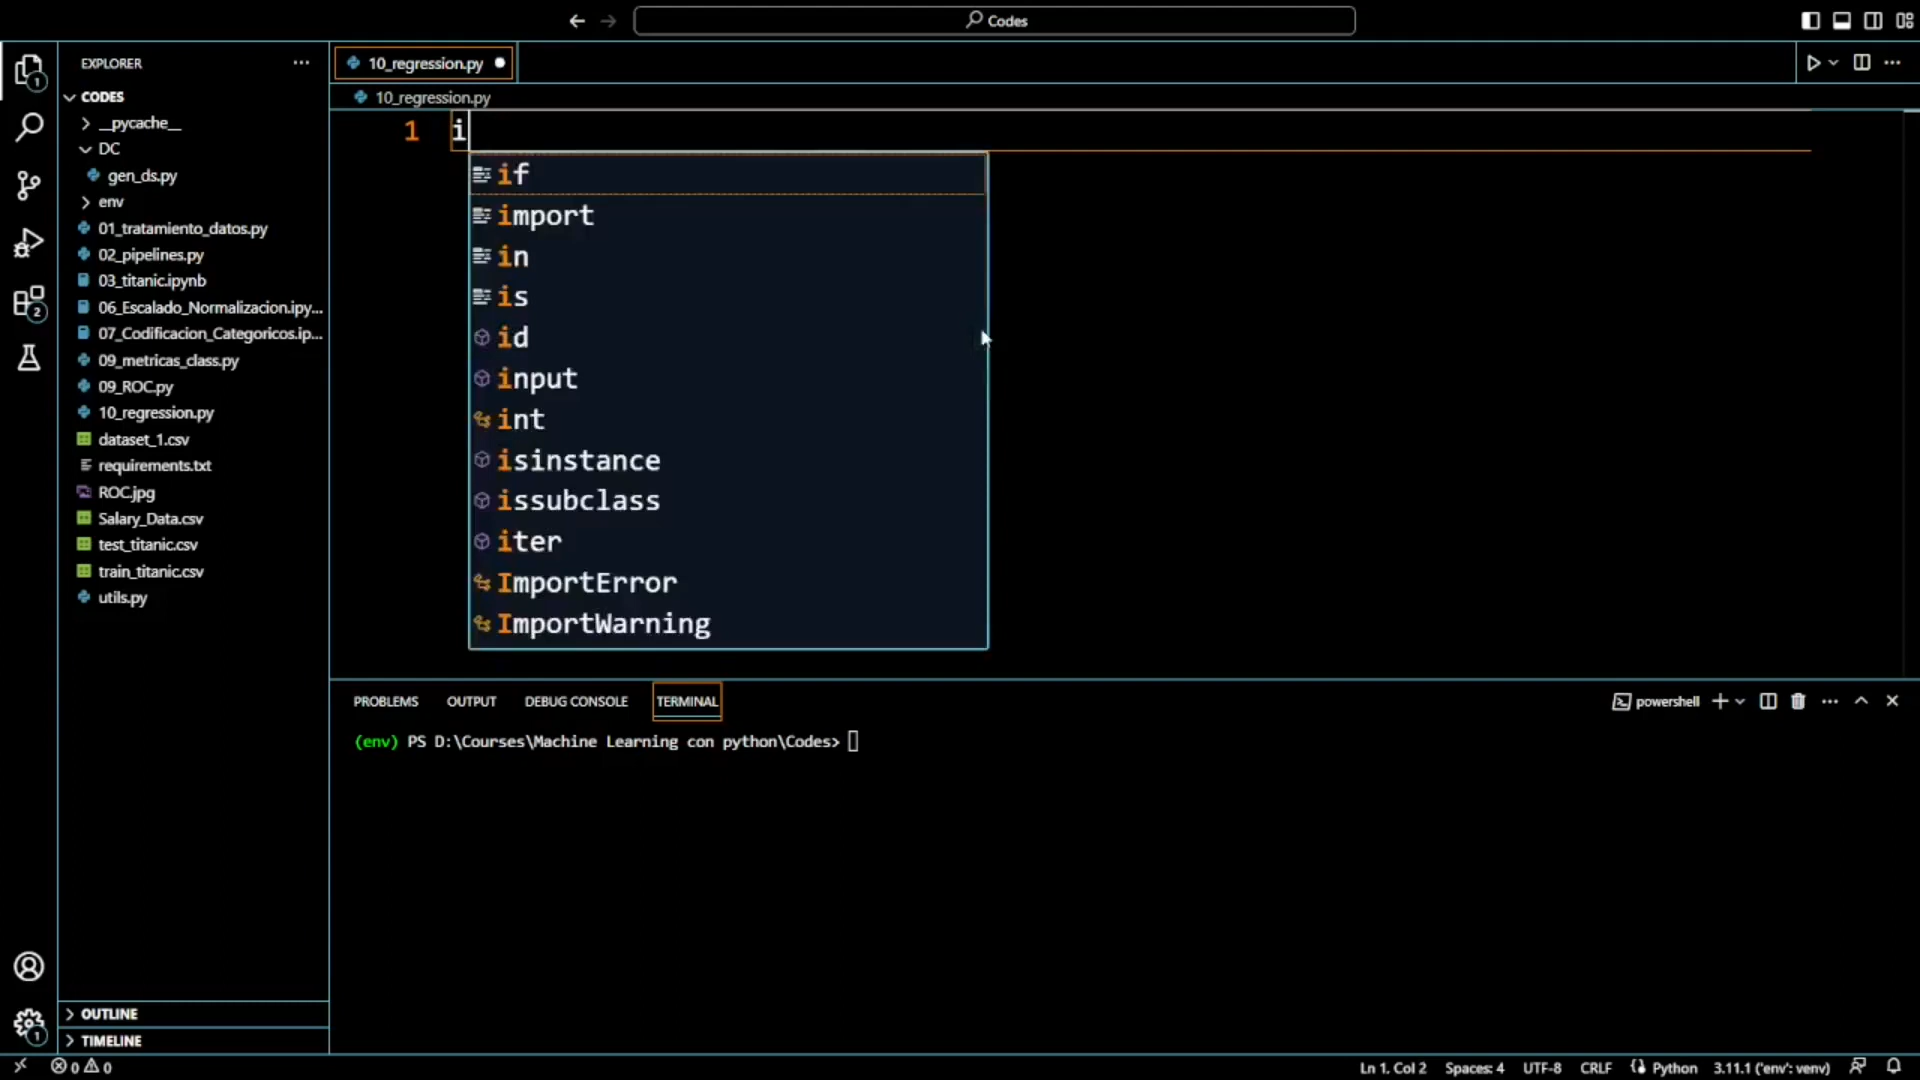 Codes
EXPLORER
CODES
__pycache__
DC
gen_ds.py
env
01_tratamiento_datos.py
02_pipelines.py
03_titanic.ipynb
06_Escalado_Normalizacion.ipy...
07_Codificacion_Categoricos.ip...
09_metricas_class.py
09_ROC.py
10_regression.py
dataset_1.csv
requirements.txt
ROC.jpg
Salary_Data.csv
test_titanic.csv
train_titanic.csv
utils.py
OUTLINE
TIMELINE
1
2
1
10_regression.py
10_regression.py
1 i
if
import
in
is
id
input
int
isinstance
issubclass
iter
ImportError
ImportWarning
PROBLEMS OUTPUT DEBUG CONSOLE TERMINAL powershell
(env) PS D:\Courses\Machine Learning con python\Codes>
0 0 Ln 1, Col 2 Spaces: 4 UTF-8 CRLF Python 3.11.1 ('env': venv)